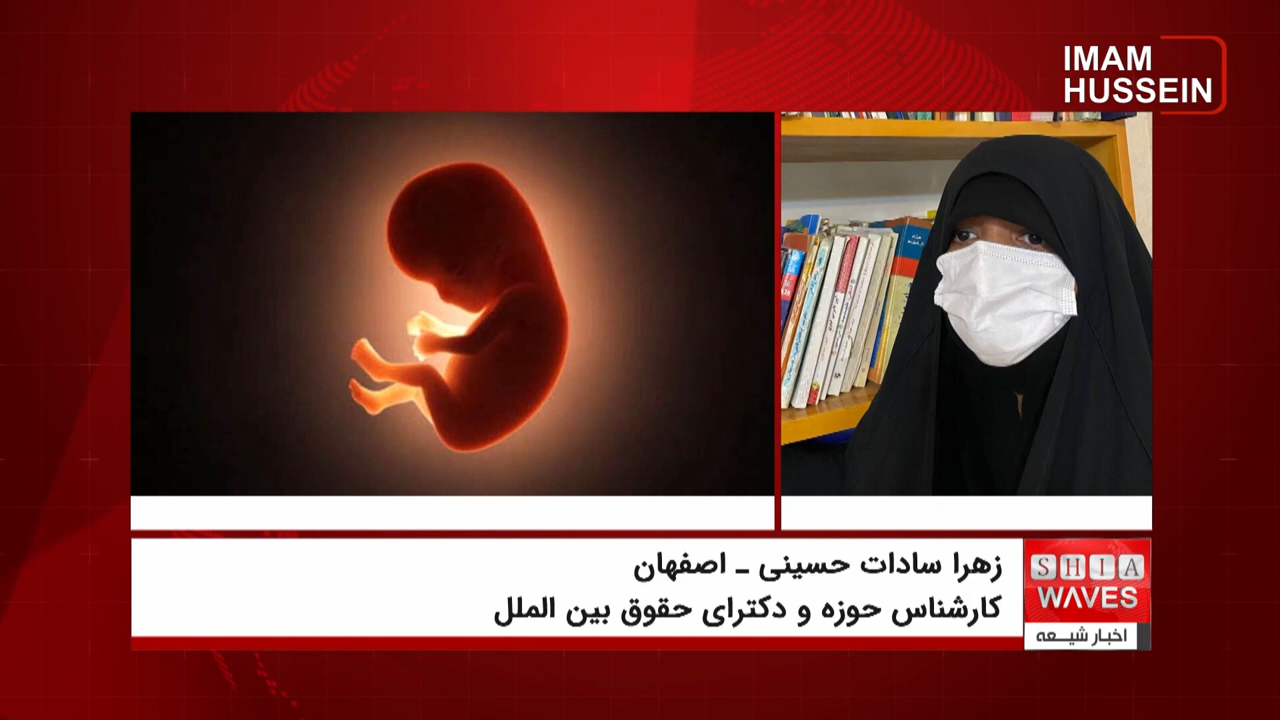 IMAM
HUSSEIN
زهرا سادات حسینی ـ اصفهان
کارشناس حوزه و دکترای حقوق بین الملل
SHIA
WAVES
اخبار شیعه